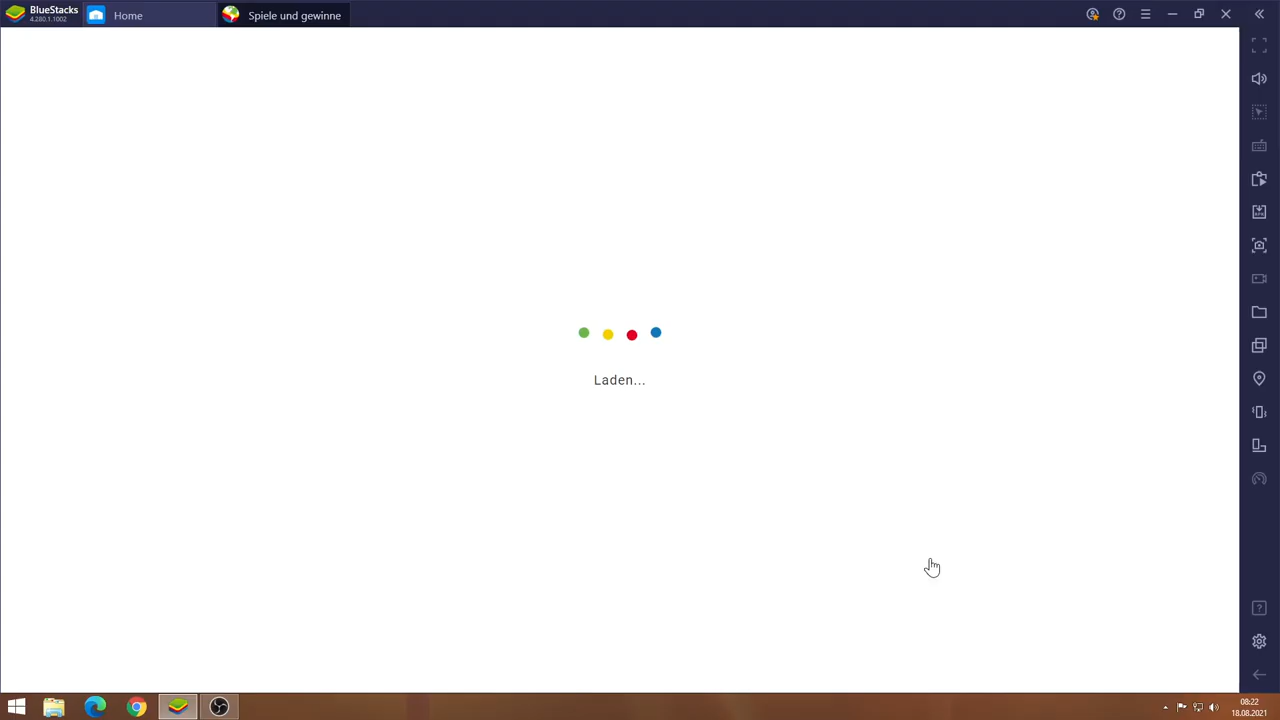 BlueStacks
4.280.1.1002
Home
Spiele und gewinne
Laden...
08:22
18.08.2021